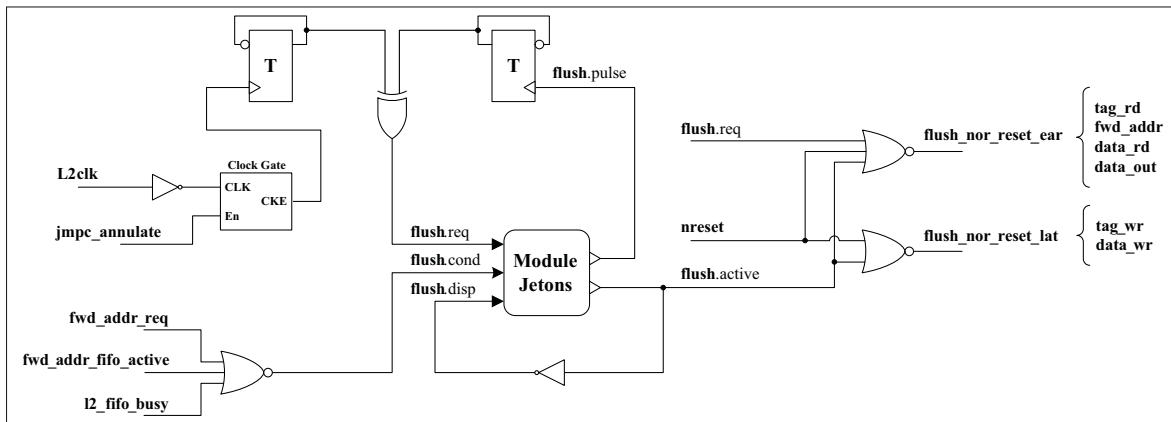 T
T
flush.pulse
Clock Gate
L2clk
CLK
CKE
En
jmpc_annulate
flush.req
flush.cond
flush.disp
Module
Jetons
fwd_addr_req
fwd_addr_fifo_active
l2_fifo_busy
flush.req
nreset
flush.active
flush_nor_reset_ear
tag_rd
fwd_addr
data_rd
data_out
flush_nor_reset_lat
tag_wr
data_wr